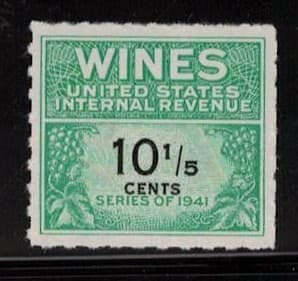 WINES
UNITED STATES
INTERNAL REVENUE
10 1/5
CENTS
SERIES OF 1941